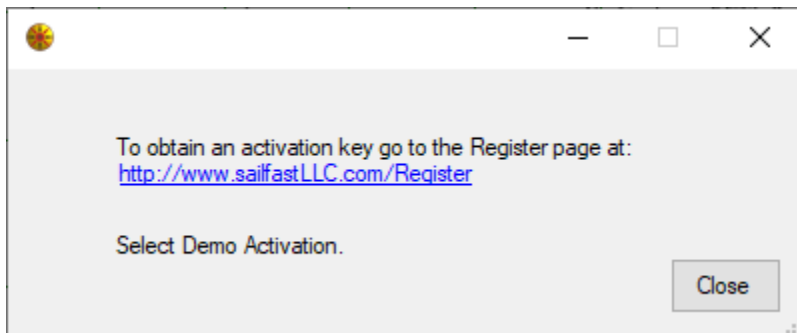 To obtain an activation key go to the Register page at:
http://www.sailfastLLC.com/Register
Select Demo Activation.
Close